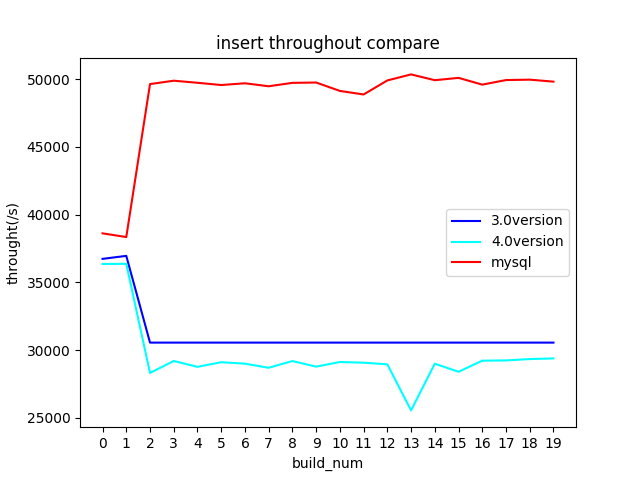 insert throughout compare
throught(/s)
50000
45000
40000
35000
30000
25000
3.0version
4.0version
mysql
0 1 2 3 4 5 6 7 8 9 10 11 12 13 14 15 16 17 18 19
build_num